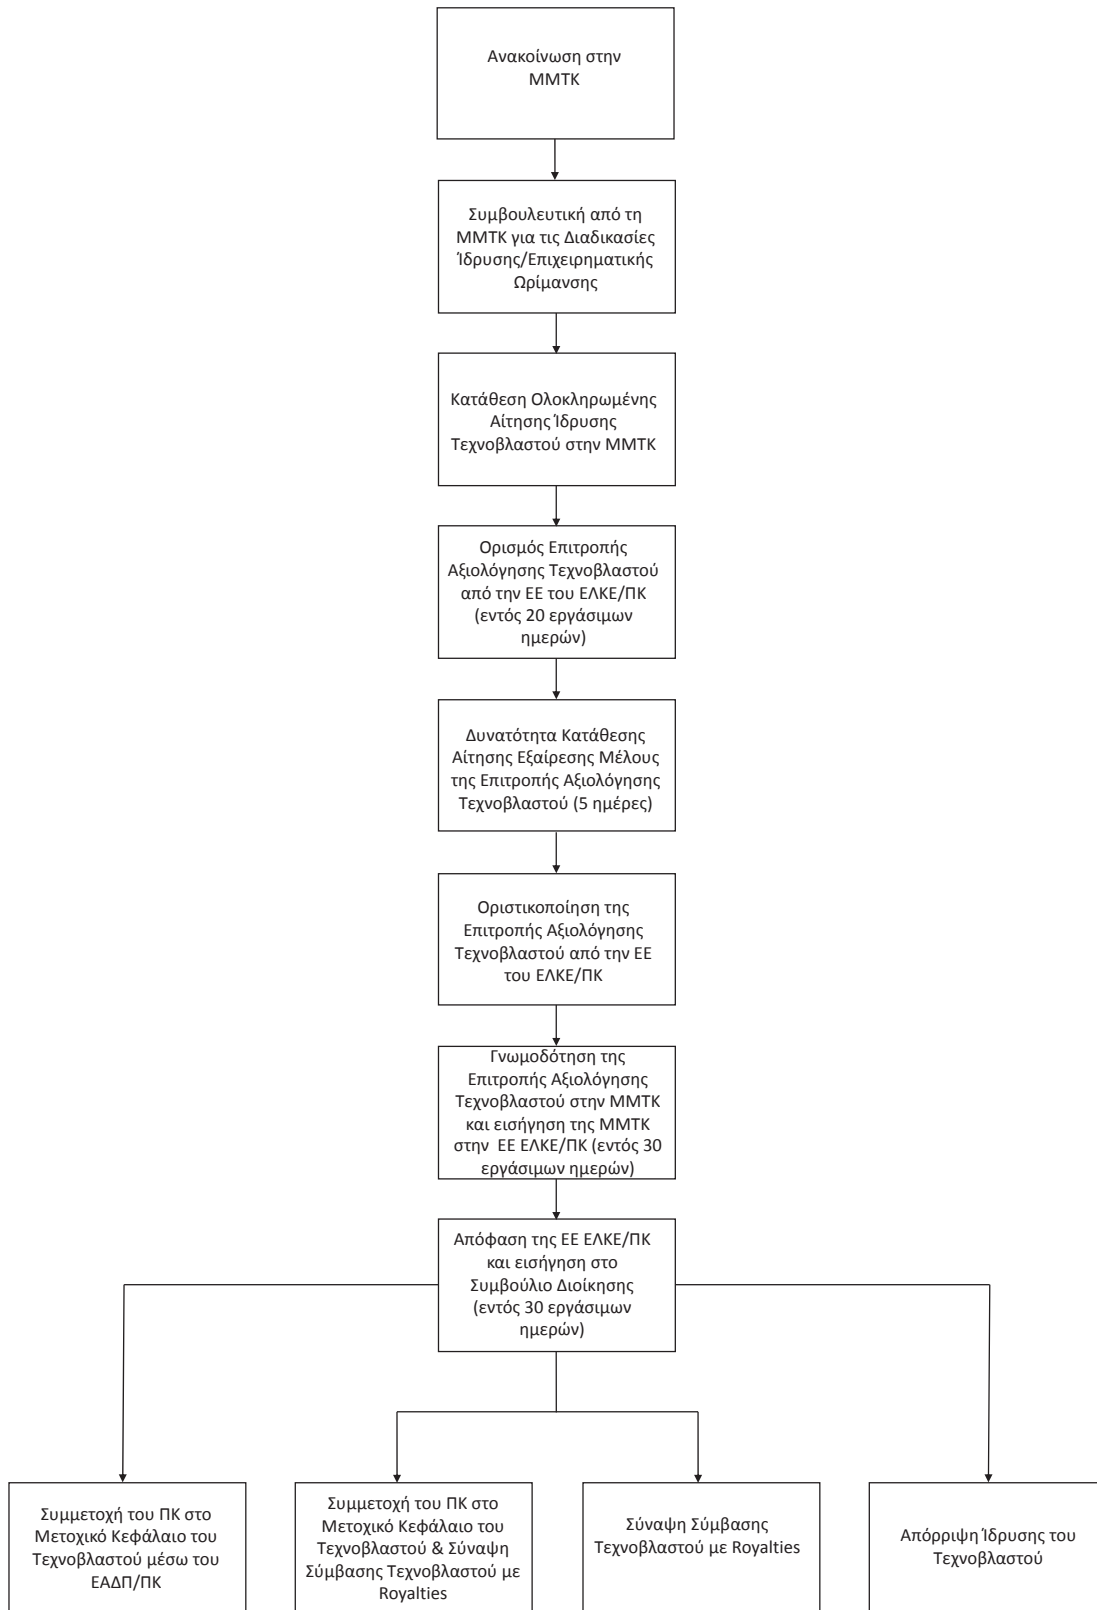 Ανακοίνωση στην
ΜΜΤΚ
Συμβουλευτική από τη
ΜΜΤΚ για τις Διαδικασίες
Ίδρυσης/Επιχειρηματικής
Ωρίμανσης
Κατάθεση Ολοκληρωμένης
Αίτησης Ίδρυσης
Τεχνοβλαστού στην ΜΜΤΚ
Ορισμός Επιτροπής
Αξιολόγησης Τεχνοβλαστού
από την ΕΕ του ΕΛΚΕ/ΠΚ
(εντός 20 εργάσιμων
ημερών)
Δυνατότητα Κατάθεσης
Αίτησης Εξαίρεσης Μέλους
της Επιτροπής Αξιολόγησης
Τεχνοβλαστού (5 ημέρες)
Οριστικοποίηση της
Επιτροπής Αξιολόγησης
Τεχνοβλαστού από την ΕΕ
του ΕΛΚΕ/ΠΚ
Γνωμοδότηση της
Επιτροπής Αξιολόγησης
Τεχνοβλαστού στην ΜΜΤΚ
και εισήγηση της ΜΜΤΚ
στην ΕΕ ΕΛΚΕ/ΠΚ (εντός 30
εργάσιμων ημερών)
Απόφαση της ΕΕ ΕΛΚΕ/ΠΚ
και εισήγηση στο
Συμβούλιο Διοίκησης
(εντός 30 εργάσιμων
ημερών)
Συμμετοχή του ΠΚ στο
Μετοχικό Κεφάλαιο του
Τεχνοβλαστού μέσω του
ΕΑΔΠ/ΠΚ
Συμμετοχή του ΠΚ στο
Μετοχικό Κεφάλαιο του
Τεχνοβλαστού & Σύναψη
Σύμβασης Τεχνοβλαστού με
Royalties
Σύναψη Σύμβασης
Τεχνοβλαστού με Royalties
Απόρριψη Ίδρυσης του
Τεχνοβλαστού